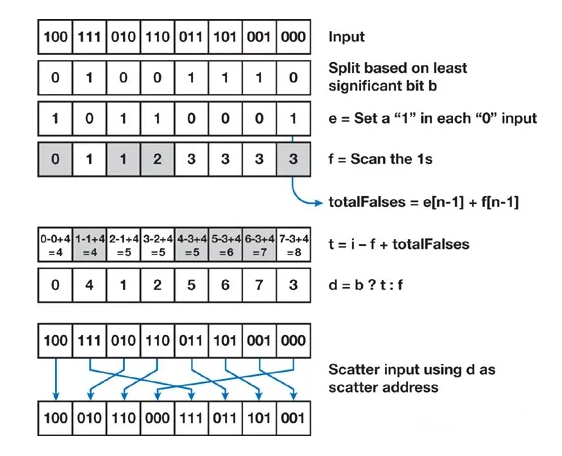 100 111 010 110 011 101 001 000 Input
0 1 0 0 1 1 1 0 Split based on least
significant bit b
1 0 1 1 0 0 0 1 e = Set a “1” in each “0” input
0 1 1 2 3 3 3 3 f = Scan the 1s
totalFalses = e[n-1] + f[n-1]
0-0+4 1-1+4 2-1+4 3-2+4 4-3+4 5-3+4 6-3+4 7-3+4 t = i – f + totalFalses
=4 =4 =5 =5 =5 =6 =7 =8
0 4 1 2 5 6 7 3 d = b ? t : f
100 111 010 110 011 101 001 000
Scatter input using d as
scatter address
100 010 110 000 111 011 101 001